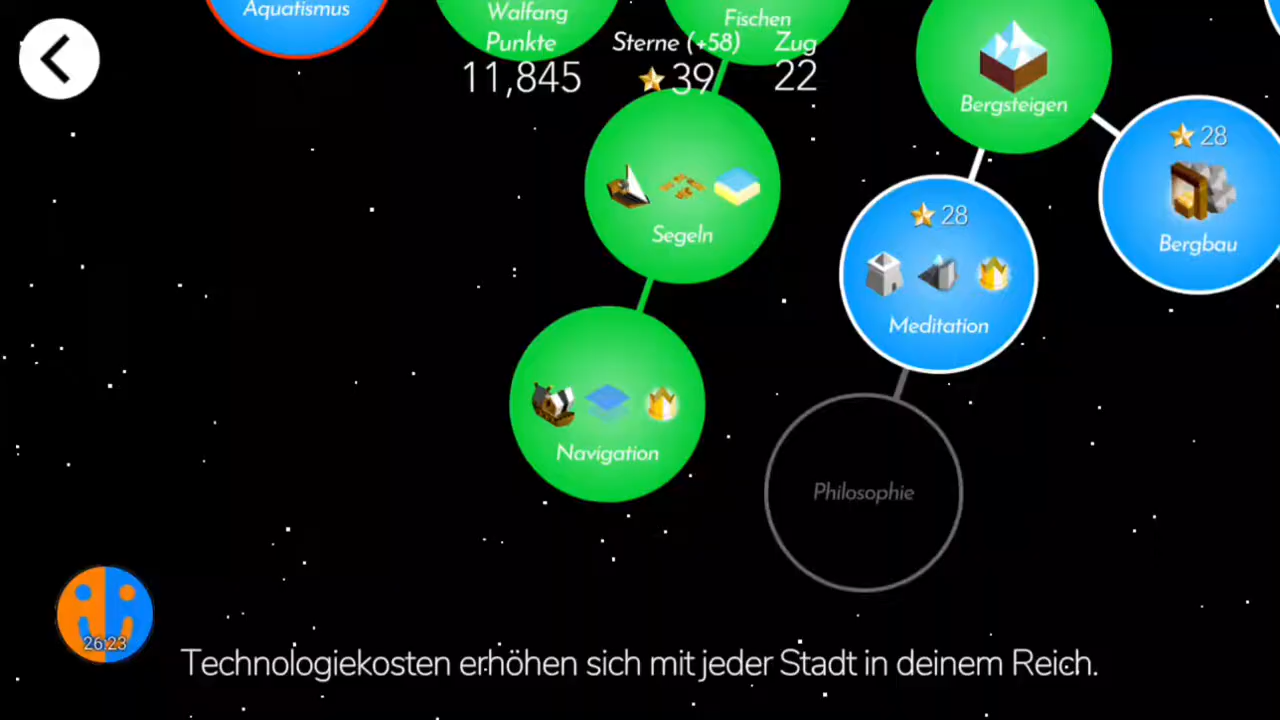 Aquatismus
Walfang
Fischen
Punkte
Sterne (+58)
Zug
11,845
39
22
Bergsteigen
28
Bergbau
Segeln
28
Meditation
Navigation
Philosophie
26:23
Technologiekosten erhöhen sich mit jeder Stadt in deinem Reich.